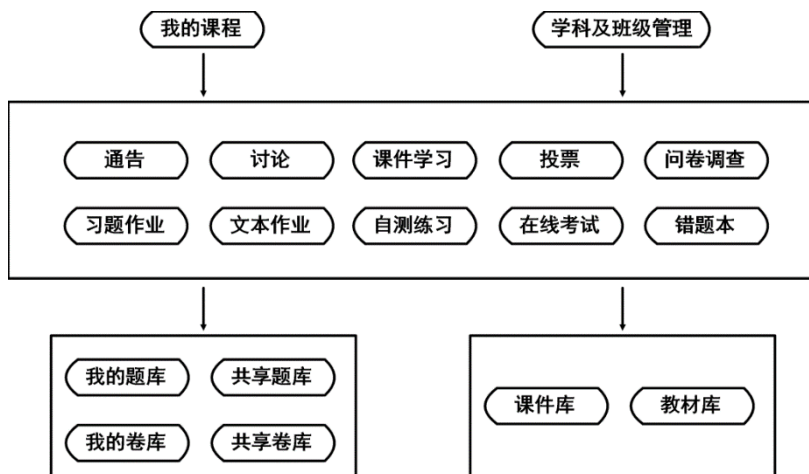 我的课程 学科及班级管理
通告 讨论 课件学习 投票 问卷调查
习题作业 文本作业 自测练习 在线考试 错题本
我的题库 共享题库
我的卷库 共享卷库
课件库 教材库